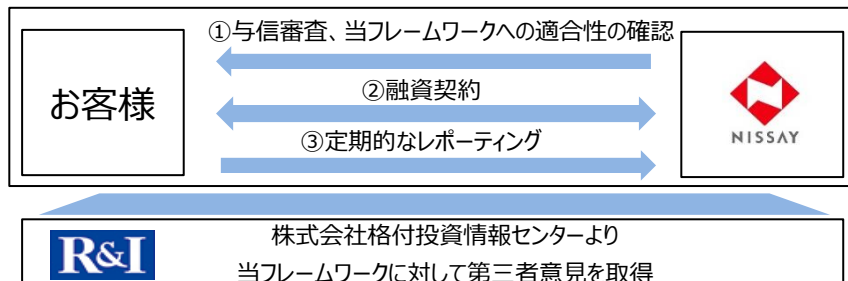 ①与信審査、当フレームワークへの適合性の確認
お客様
②融資契約
③定期的なレポーティング
NISSAY
R&I
株式会社格付投資情報センターより
当フレームワークに対して第三者意見を取得